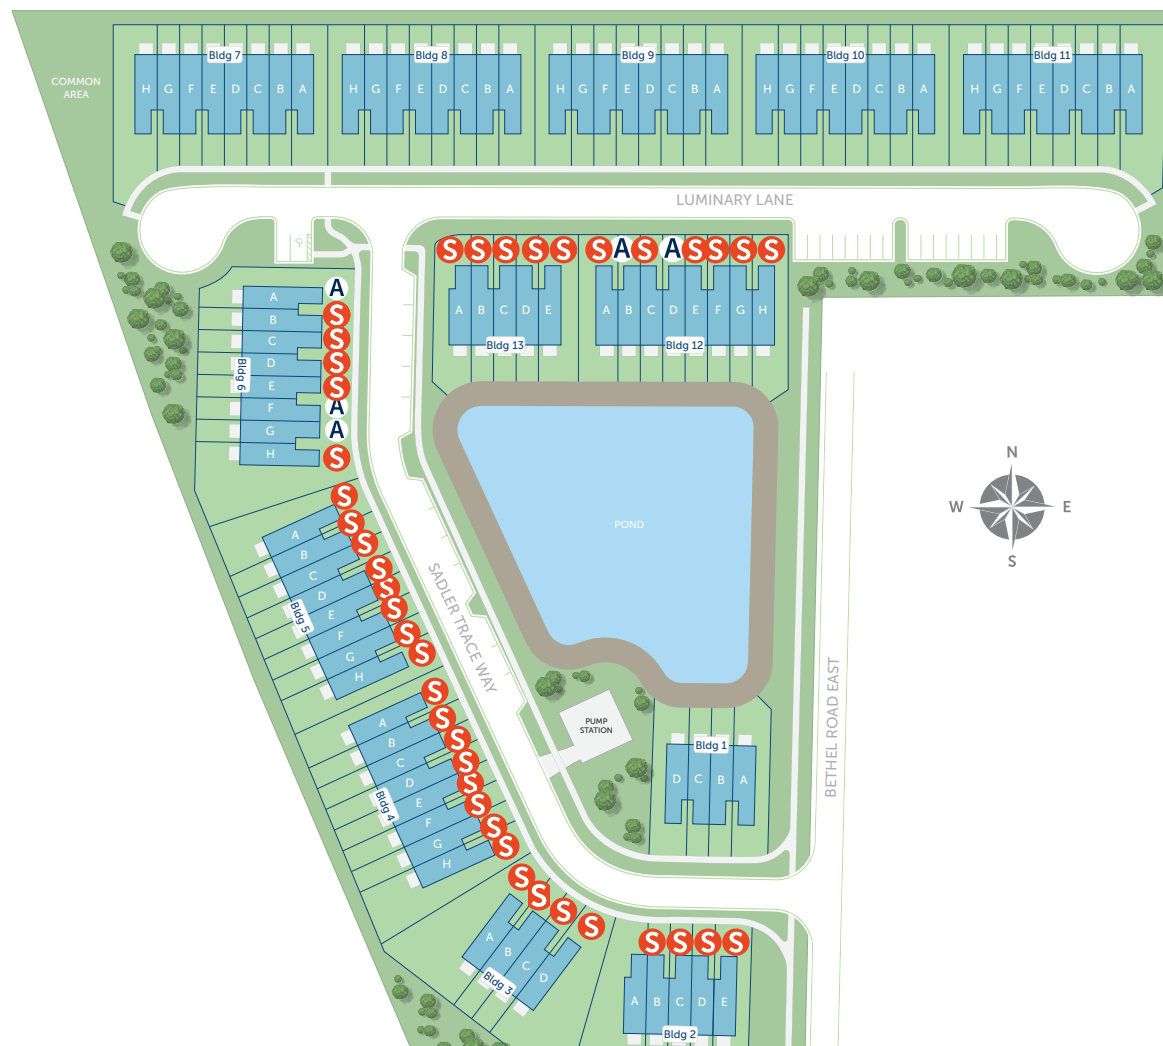 Bldg 7
Bldg 8
Bldg 9
Bldg 10
Bldg 11
COMMON
AREA
H G F E D C B A
H G F E D C B A
H G F E D C B A
H G F E D C B A
H G F E D C B A
LUMINARY LANE
S S S S S
S A S A S S S S
A B C D E
A B C D E F G H
Bldg 13
Bldg 12
A A
B S
C S
D S
E S
F A
G A
H S
Bldg 6
POND
N
W E
S
S
A S
B S
C S
D S
E S
F S
G S
H
Bldg 5
SADLER TRACE WAY
S
A S
B S
C S
D S
E S
F S
G S
H
Bldg 4
PUMP
STATION
Bldg 1
D C B A
BETHEL ROAD EAST
S S S S
A B C D
Bldg 3
S S S S
A B C D E
Bldg 2